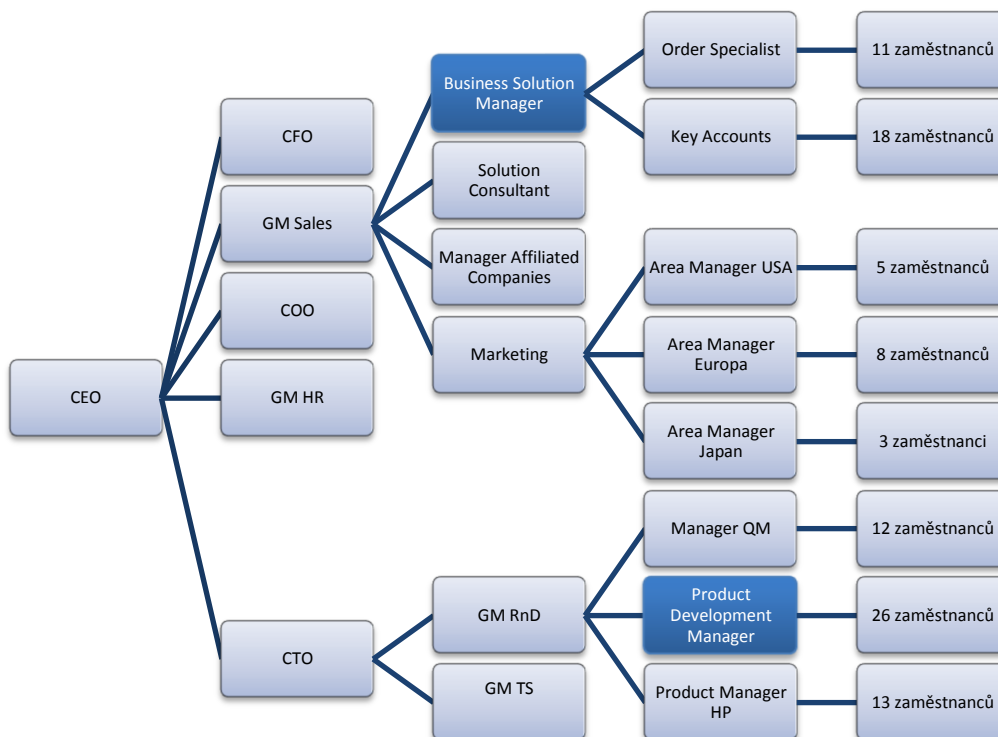 CEO
CFO
GM Sales
COO
GM HR
CTO
Business Solution
Manager
Solution
Consultant
Manager Affiliated
Companies
Marketing
GM RnD
GM TS
Order Specialist
Key Accounts
Area Manager USA
Area Manager
Europa
Area Manager
Japan
Manager QM
Product
Development
Manager
Product Manager
HP
11 zaměstnanců
18 zaměstnanců
5 zaměstnanců
8 zaměstnanců
3 zaměstnanci
12 zaměstnanců
26 zaměstnanců
13 zaměstnanců